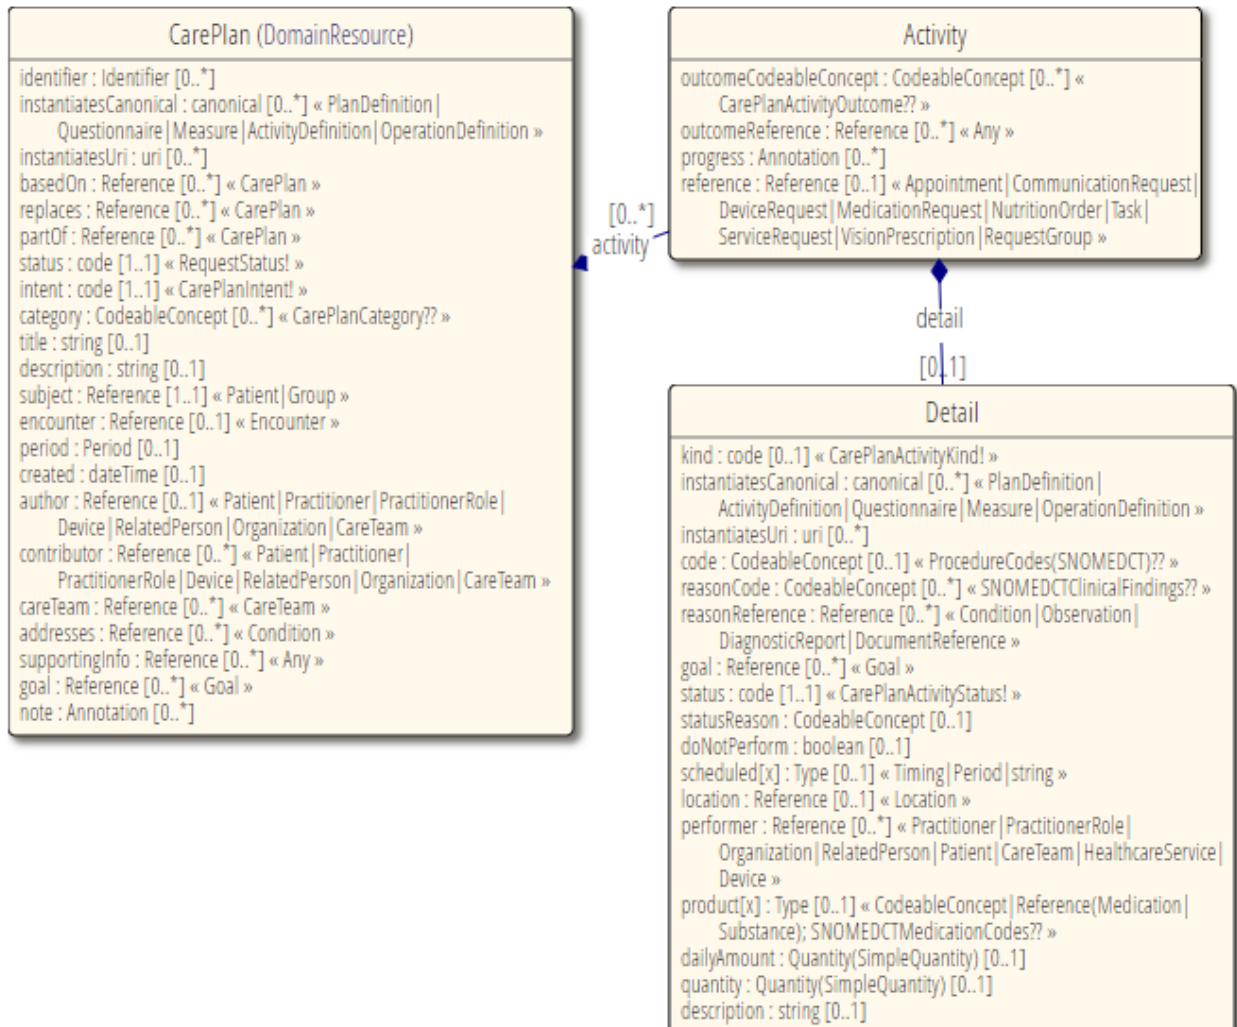 CarePlan (DomainResource)
identifier : Identifier [0..*]
instantiatesCanonical : canonical [0..*] « PlanDefinition|
Questionnaire|Measure|ActivityDefinition|OperationDefinition »
instantiatesUri : uri [0..*]
basedOn : Reference [0..*] « CarePlan »
replaces : Reference [0..*] « CarePlan »
partOf : Reference [0..*] « CarePlan »
status : code [1..1] « RequestStatus! »
intent : code [1..1] « CarePlanIntent! »
category : CodeableConcept [0..*] « CarePlanCategory?? »
title : string [0..1]
description : string [0..1]
subject : Reference [1..1] « Patient|Group »
encounter : Reference [0..1] « Encounter »
period : Period [0..1]
created : dateTime [0..1]
author : Reference [0..1] « Patient|Practitioner|PractitionerRole|
Device|RelatedPerson|Organization|CareTeam »
contributor : Reference [0..*] « Patient|Practitioner|
PractitionerRole|Device|RelatedPerson|Organization|CareTeam »
careTeam : Reference [0..*] « CareTeam »
addresses : Reference [0..*] « Condition »
supportingInfo : Reference [0..*] « Any »
goal : Reference [0..*] « Goal »
note : Annotation [0..*]
[0..*]
activity
Activity
outcomeCodeableConcept : CodeableConcept [0..*] «
CarePlanActivityOutcome?? »
outcomeReference : Reference [0..*] « Any »
progress : Annotation [0..*]
reference : Reference [0..1] « Appointment|CommunicationRequest|
DeviceRequest|MedicationRequest|NutritionOrder|Task|
ServiceRequest|VisionPrescription|RequestGroup »
detail
[0..1]
Detail
kind : code [0..1] « CarePlanActivityKind! »
instantiatesCanonical : canonical [0..*] « PlanDefinition|
ActivityDefinition|Questionnaire|Measure|OperationDefinition »
instantiatesUri : uri [0..*]
code : CodeableConcept [0..1] « ProcedureCodes(SNOMEDCT)?? »
reasonCode : CodeableConcept [0..*] « SNOMEDCTClinicalFindings?? »
reasonReference : Reference [0..*] « Condition|Observation|
DiagnosticReport|DocumentReference »
goal : Reference [0..*] « Goal »
status : code [1..1] « CarePlanActivityStatus! »
statusReason : CodeableConcept [0..1]
doNotPerform : boolean [0..1]
scheduled[x] : Type [0..1] « Timing|Period|string »
location : Reference [0..1] « Location »
performer : Reference [0..*] « Practitioner|PractitionerRole|
Organization|RelatedPerson|Patient|CareTeam|HealthcareService|
Device »
product[x] : Type [0..1] « CodeableConcept|Reference(Medication|
Substance); SNOMEDCTMedicationCodes?? »
dailyAmount : Quantity(SimpleQuantity) [0..1]
quantity : Quantity(SimpleQuantity) [0..1]
description : string [0..1]